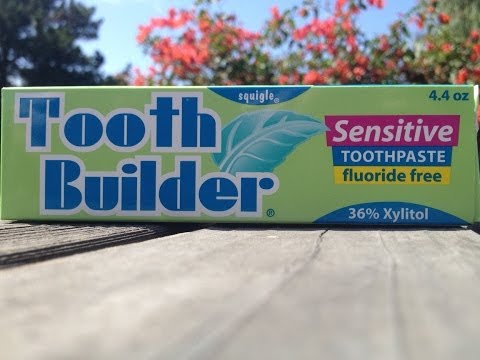 squigle®
4.4 oz
Tooth
Builder®
Sensitive
TOOTHPASTE
fluoride free
36% Xylitol